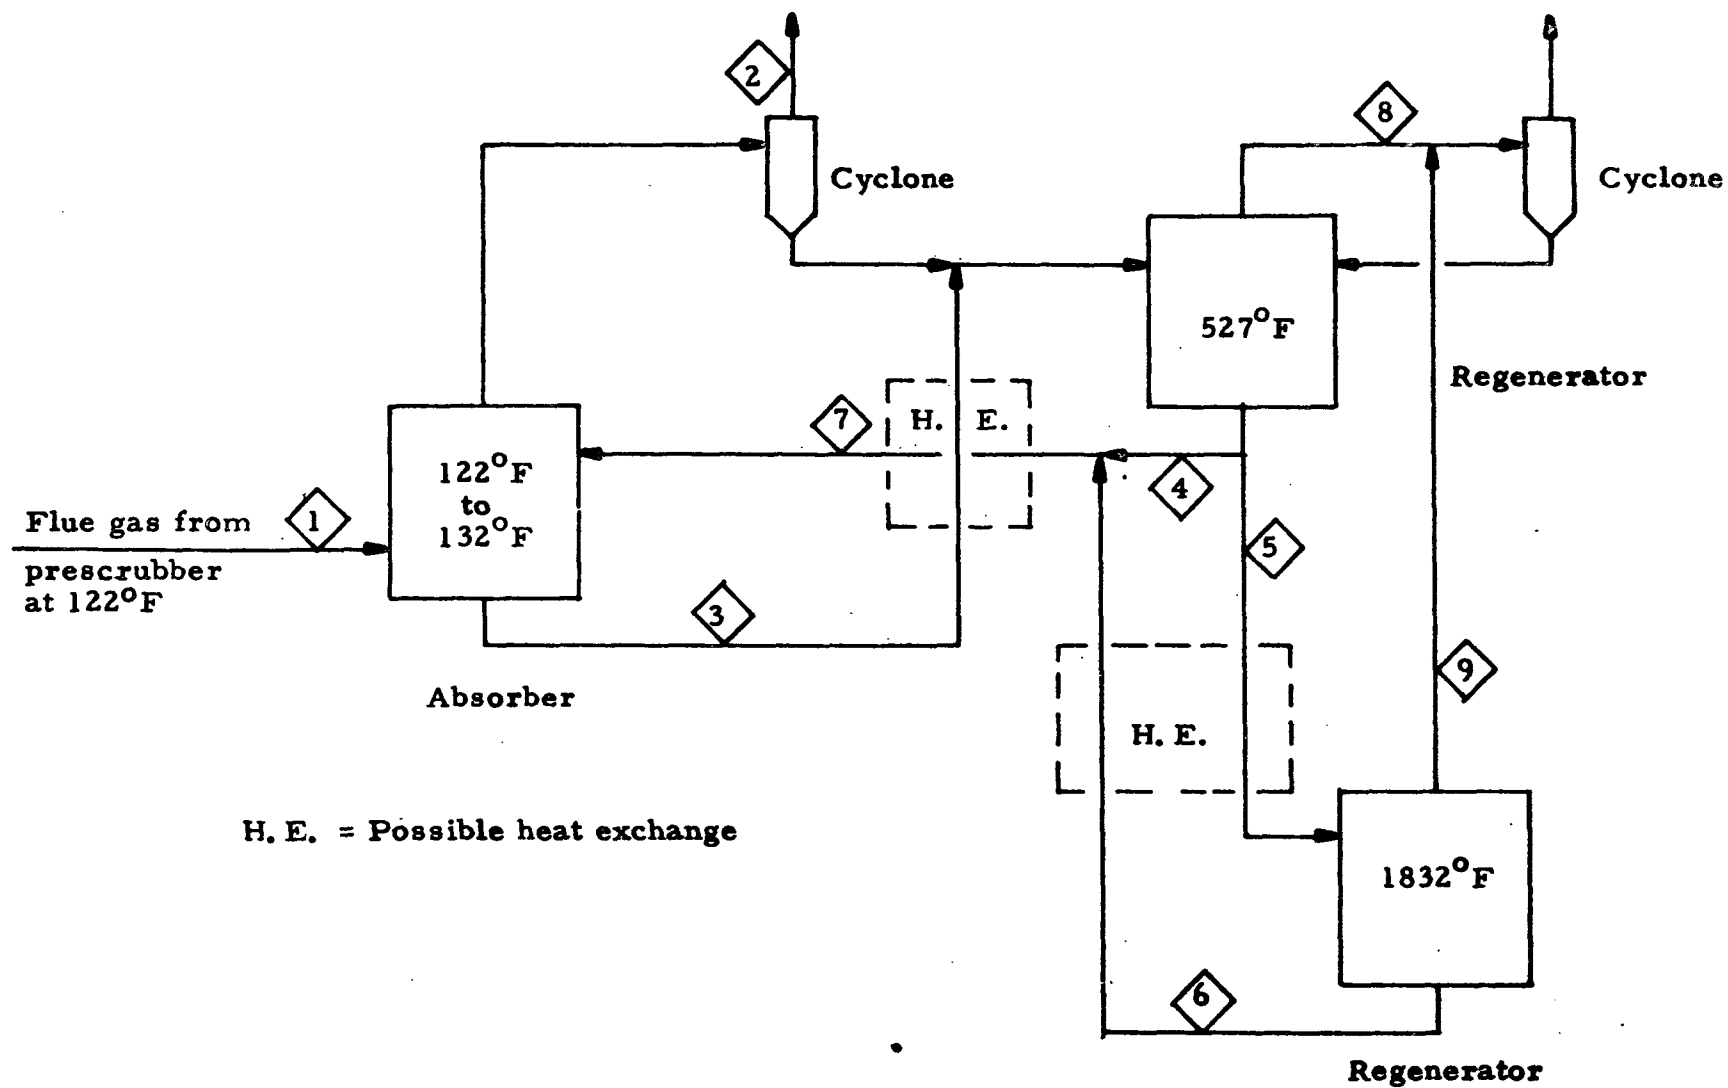 2
8
Cyclone
Cyclone
527°F
Regenerator
7
H. E.
122°F
to
132°F
4
1
Flue gas from
prescrubber
at 122°F
5
3
9
Absorber
H. E.
H. E. = Possible heat exchange
1832°F
6
Regenerator